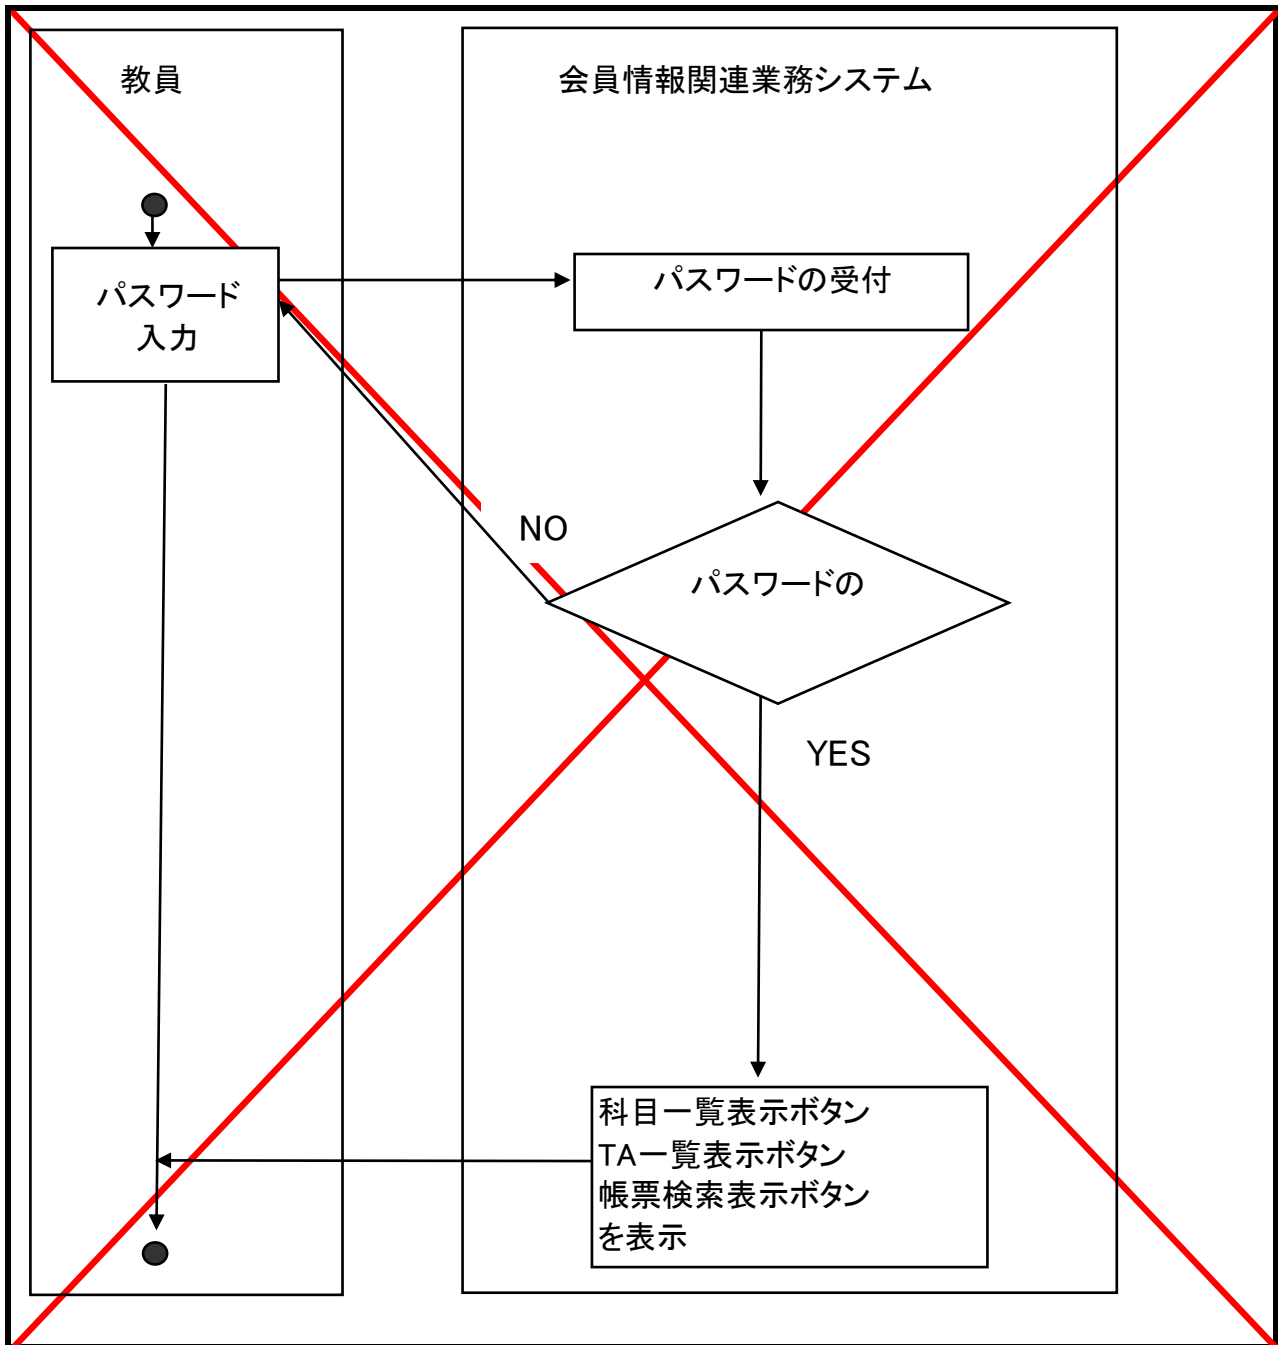 教員
会員情報関連業務システム
パスワード
入力
パスワードの受付
NO
パスワードの
YES
科目一覧表示ボタン
TA一覧表示ボタン
帳票検索表示ボタン
を表示